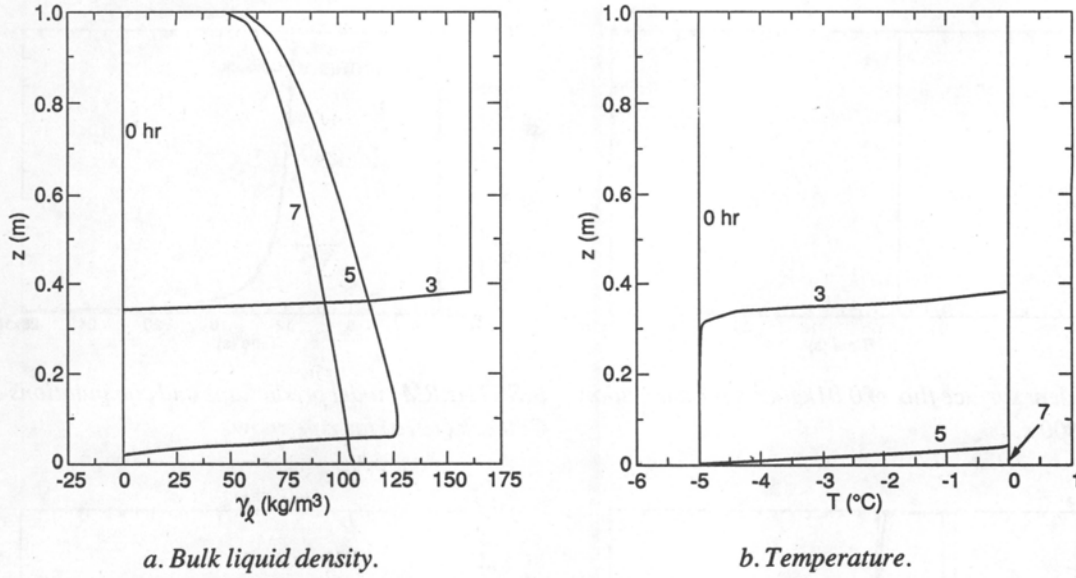 1.0
0.8
0.6
0.4
0.2
0
z (m)
0 hr
7
5
3
-25 0 25 50 75 100 125 150 175
γℓ (kg/m3)
a. Bulk liquid density.
1.0
0.8
0.6
0.4
0.2
0
z (m)
0 hr
3
5
7
-6 -5 -4 -3 -2 -1 0 1
T (°C)
b. Temperature.